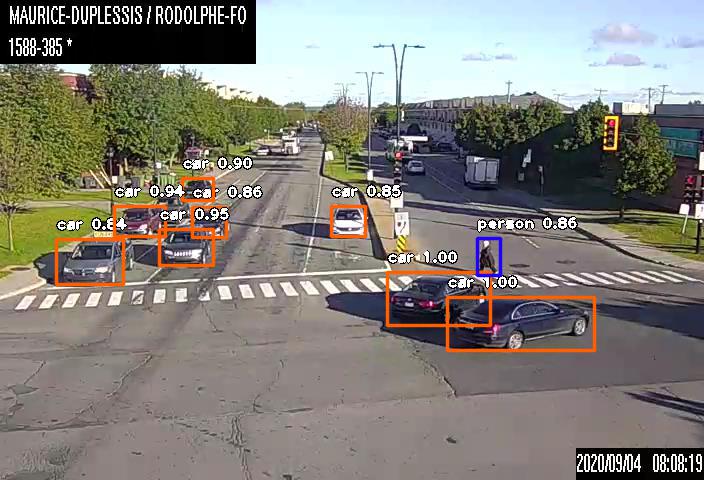 MAURICE-DUPLESSIS / RODOLPHE-FO
1588-385 *
car 0.90
car 0.94
car 0.86
car 0.85
car 0.84
car 0.95
person 0.86
car 1.00
car 1.00
2020/09/04 08:08:19